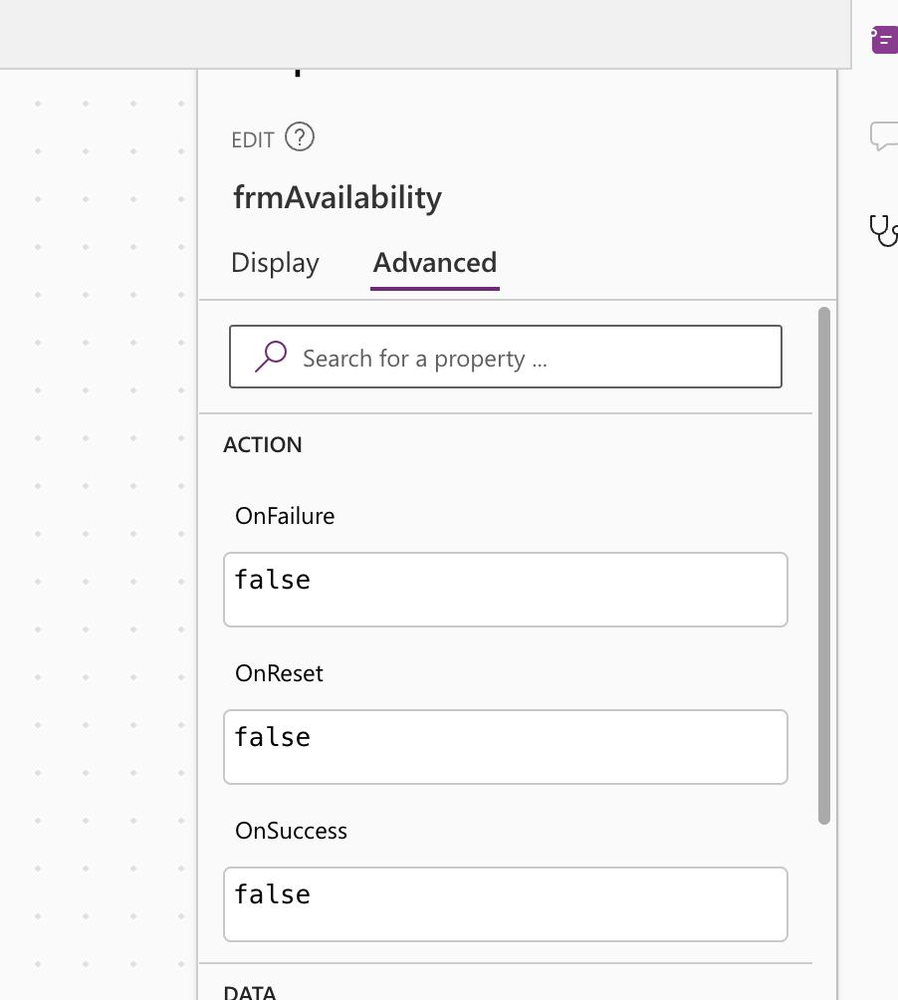 EDIT ?
frmAvailability
Display Advanced
Search for a property ...
ACTION
OnFailure
false
OnReset
false
OnSuccess
false
DATA